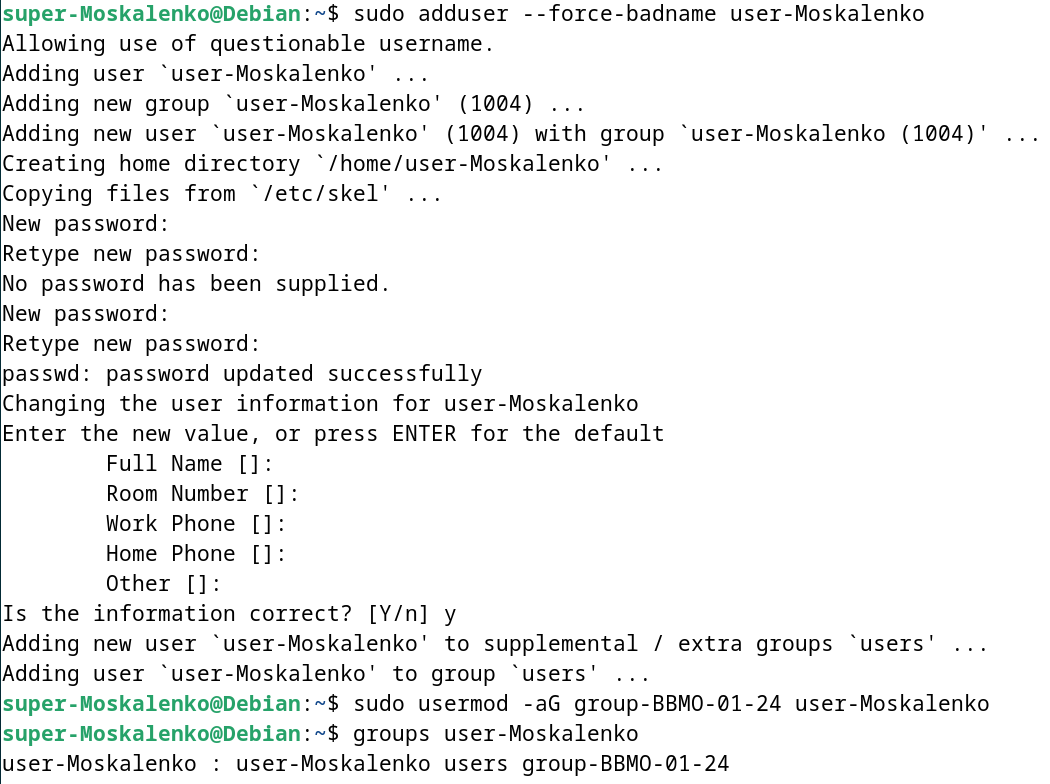 super-Moskalenko@Debian:~$ sudo adduser --force-badname user-Moskalenko
Allowing use of questionable username.
Adding user `user-Moskalenko' ...
Adding new group `user-Moskalenko' (1004) ...
Adding new user `user-Moskalenko' (1004) with group `user-Moskalenko (1004)' ...
Creating home directory `/home/user-Moskalenko' ...
Copying files from `/etc/skel' ...
New password:
Retype new password:
No password has been supplied.
New password:
Retype new password:
passwd: password updated successfully
Changing the user information for user-Moskalenko
Enter the new value, or press ENTER for the default
        Full Name []:
        Room Number []:
        Work Phone []:
        Home Phone []:
        Other []:
Is the information correct? [Y/n] y
Adding new user `user-Moskalenko' to supplemental / extra groups `users' ...
Adding user `user-Moskalenko' to group `users' ...
super-Moskalenko@Debian:~$ sudo usermod -aG group-BBMO-01-24 user-Moskalenko
super-Moskalenko@Debian:~$ groups user-Moskalenko
user-Moskalenko : user-Moskalenko users group-BBMO-01-24